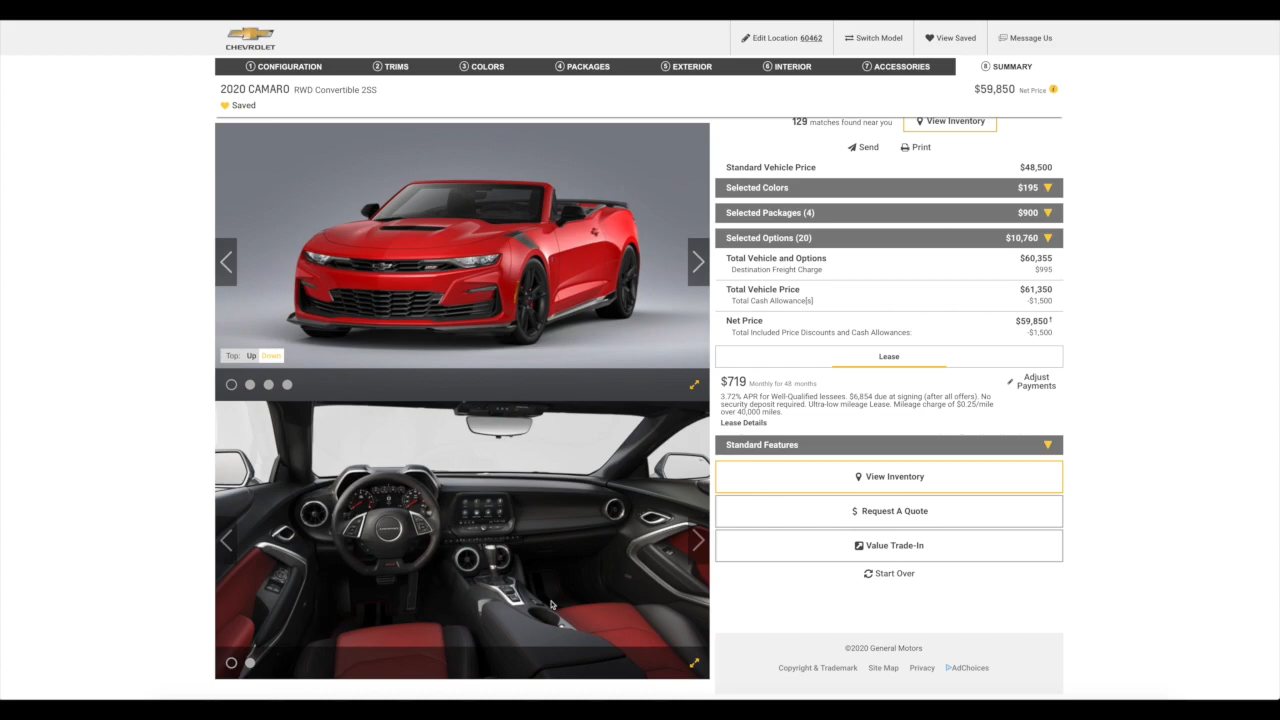 CHEVROLET
Edit Location 60462
Switch Model
View Saved
Message Us
1 CONFIGURATION
2 TRIMS
3 COLORS
4 PACKAGES
5 EXTERIOR
6 INTERIOR
7 ACCESSORIES
8 SUMMARY
2020 CAMARO RWD Convertible 2SS
$59,850 Net Price i
Saved
129 matches found near you
View Inventory
Send
Print
Standard Vehicle Price $48,500
Selected Colors $195
Selected Packages (4) $900
Selected Options (20) $10,760
Total Vehicle and Options $60,355
Destination Freight Charge $995
Total Vehicle Price $61,350
Total Cash Allowance[s] -$1,500
Net Price $59,850†
Total Included Price Discounts and Cash Allowances: -$1,500
Top: Up Down
Lease
$719 Monthly for 48 months
Adjust
Payments
3.72% APR for Well-Qualified lessees. $6,854 due at signing (after all offers). No
security deposit required. Ultra-low mileage Lease. Mileage charge of $0.25/mile
over 40,000 miles.
Lease Details
Standard Features
View Inventory
$ Request A Quote
Value Trade-In
Start Over
©2020 General Motors
Copyright & Trademark
Site Map
Privacy
AdChoices